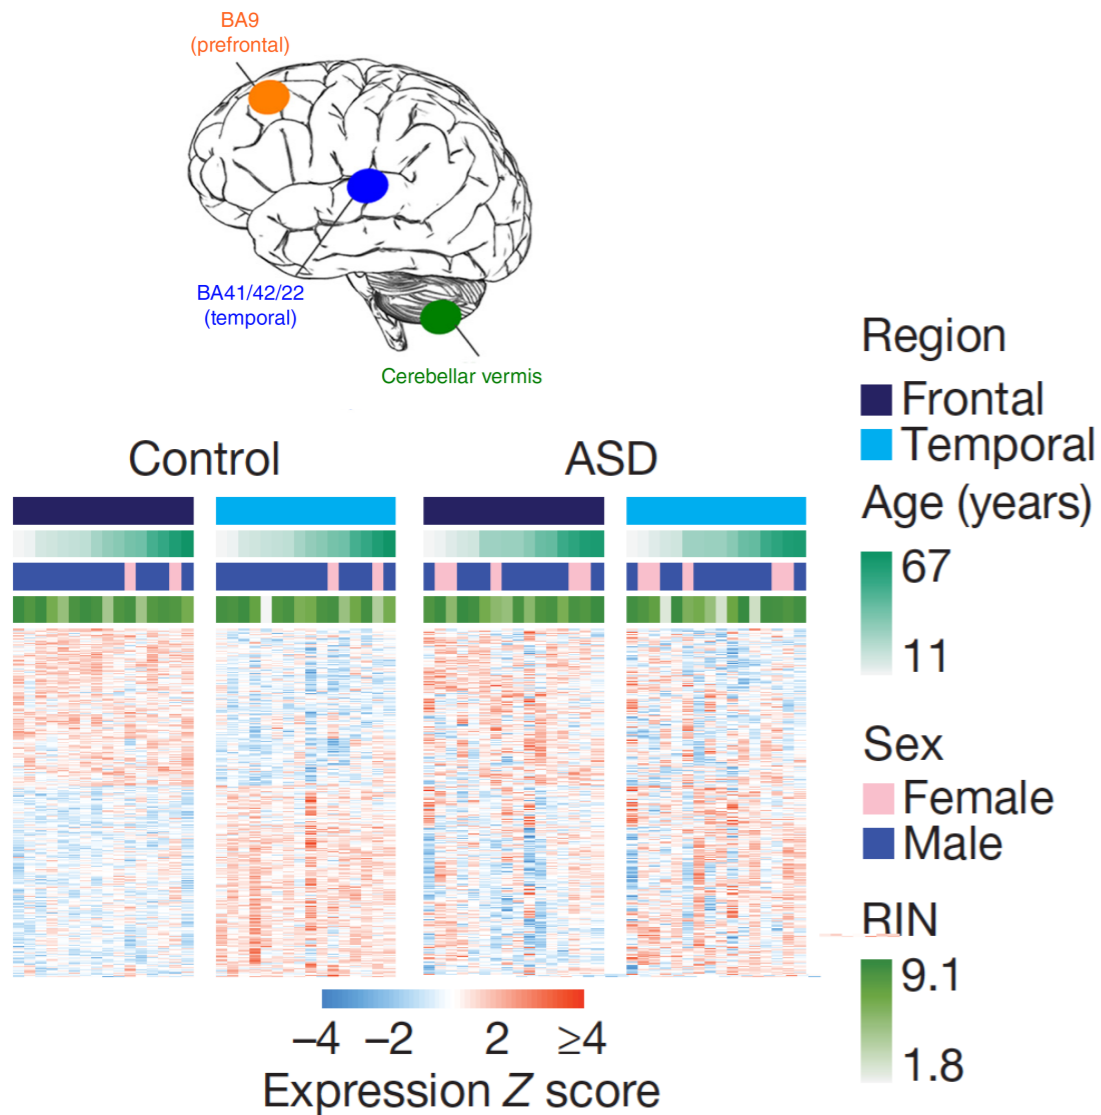 BA9
(prefrontal)
BA41/42/22
(temporal)
Cerebellar vermis
Control
ASD
Region
Frontal
Temporal
Age (years)
67
11
Sex
Female
Male
RIN
9.1
1.8
–4 –2 2 ≥4
Expression Z score